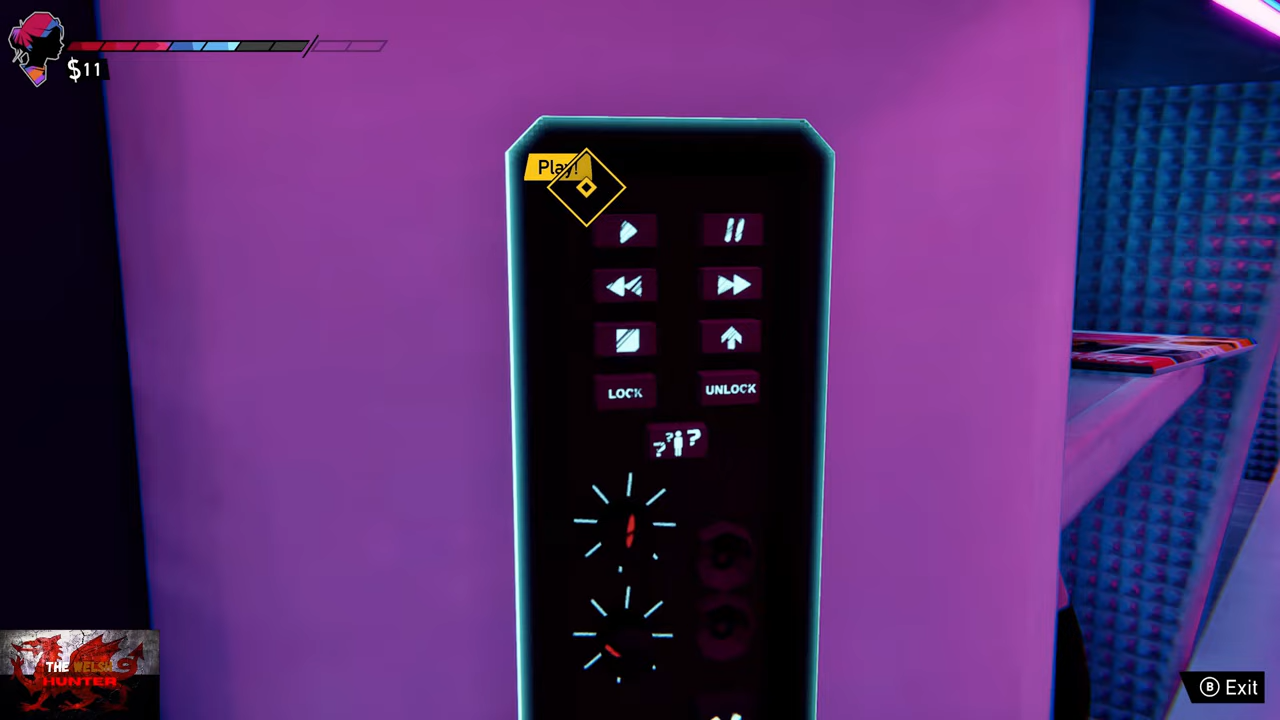 $11
Play!
LOCK
UNLOCK
? ? ?
THE WELSH
HUNTER
B Exit